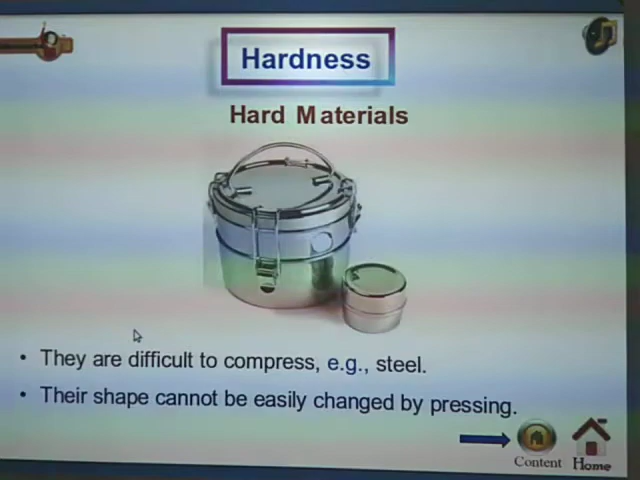 Hardness
Hard Materials
• They are difficult to compress, e.g., steel.
• Their shape cannot be easily changed by pressing.
Content Home